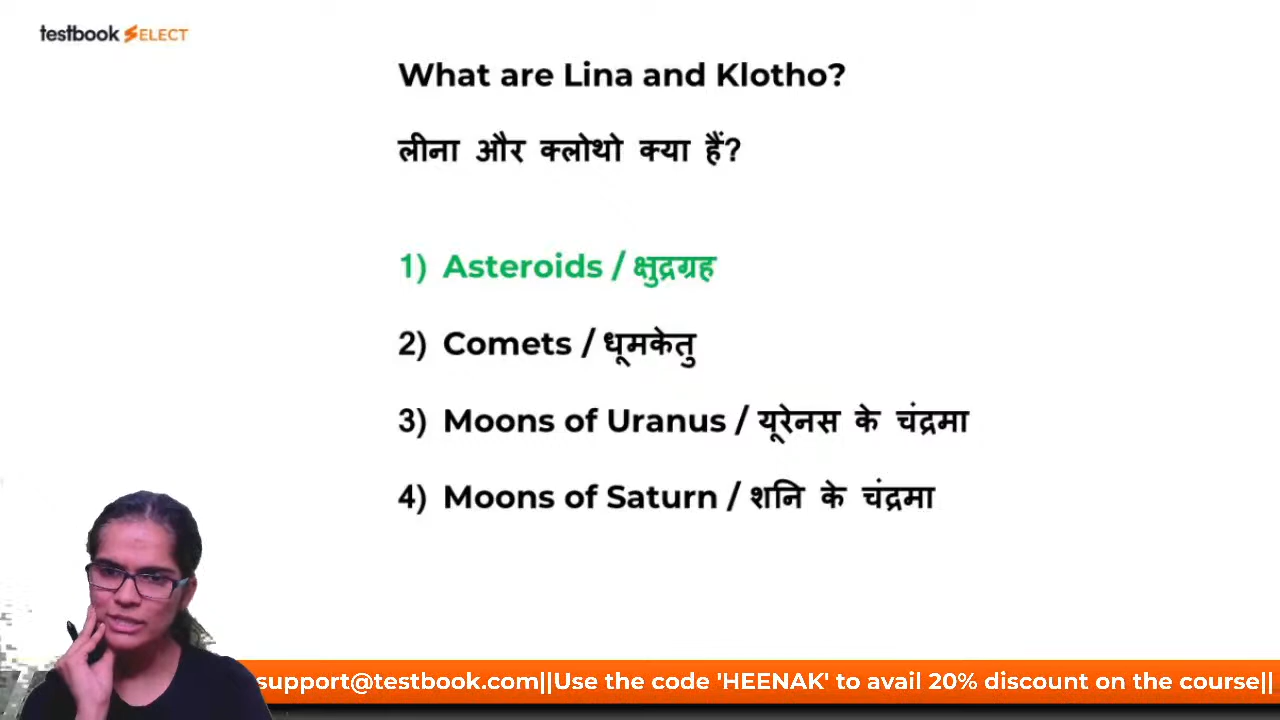 testbook SELECT
What are Lina and Klotho?
लीना और क्लोथो क्या हैं?
1) Asteroids / क्षुद्रग्रह
2) Comets / धूमकेतु
3) Moons of Uranus / यूरेनस के चंद्रमा
4) Moons of Saturn / शनि के चंद्रमा
support@testbook.com||Use the code 'HEENAK' to avail 20% discount on the course||